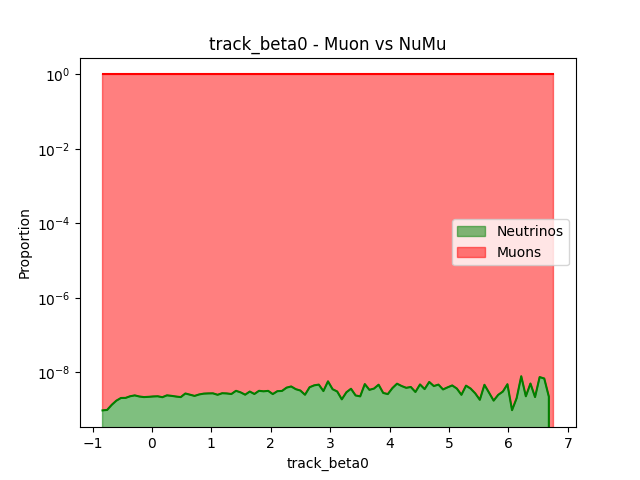 track_beta0 - Muon vs NuMu
Proportion
10^0
10^-2
10^-4
10^-6
10^-8
Neutrinos
Muons
−1 0 1 2 3 4 5 6 7
track_beta0